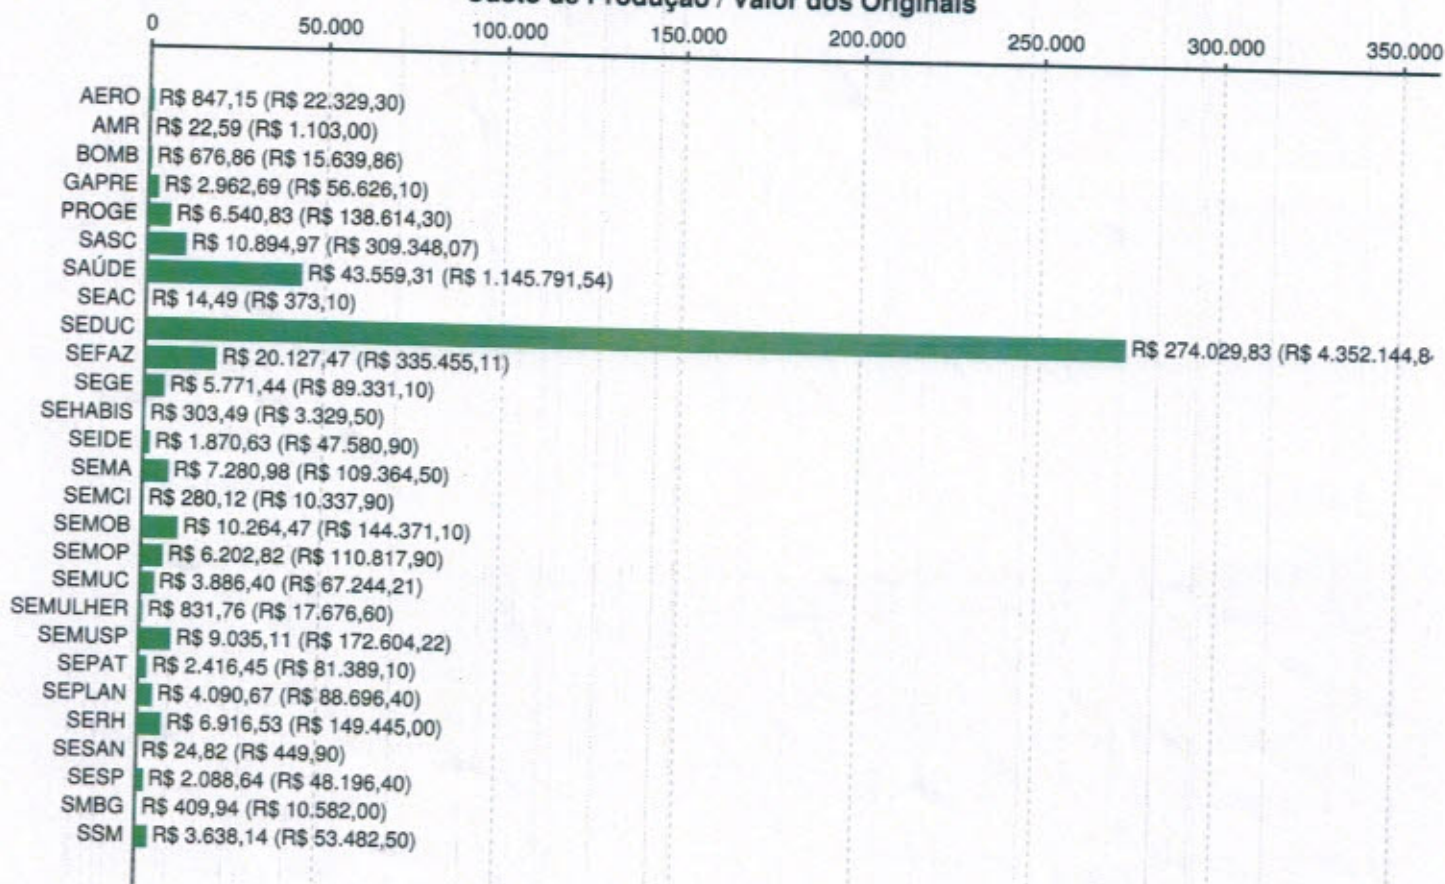 Custo de Produção / Valor dos Originais
0 50.000 100.000 150.000 200.000 250.000 300.000 350.000
AERO R$ 847,15 (R$ 22.329,30)
AMR R$ 22,59 (R$ 1.103,00)
BOMB R$ 676,86 (R$ 15.639,86)
GAPRE R$ 2.962,69 (R$ 56.626,10)
PROGE R$ 6.540,83 (R$ 138.614,30)
SASC R$ 10.894,97 (R$ 309.348,07)
SAÚDE R$ 43.559,31 (R$ 1.145.791,54)
SEAC R$ 14,49 (R$ 373,10)
SEDUC R$ 274.029,83 (R$ 4.352.144,8
SEFAZ R$ 20.127,47 (R$ 335.455,11)
SEGE R$ 5.771,44 (R$ 89.331,10)
SEHABIS R$ 303,49 (R$ 3.329,50)
SEIDE R$ 1.870,63 (R$ 47.580,90)
SEMA R$ 7.280,98 (R$ 109.364,50)
SEMCI R$ 280,12 (R$ 10.337,90)
SEMOB R$ 10.264,47 (R$ 144.371,10)
SEMOP R$ 6.202,82 (R$ 110.817,90)
SEMUC R$ 3.886,40 (R$ 67.244,21)
SEMULHER R$ 831,76 (R$ 17.676,60)
SEMUSP R$ 9.035,11 (R$ 172.604,22)
SEPAT R$ 2.416,45 (R$ 81.389,10)
SEPLAN R$ 4.090,67 (R$ 88.696,40)
SERH R$ 6.916,53 (R$ 149.445,00)
SESAN R$ 24,82 (R$ 449,90)
SESP R$ 2.088,64 (R$ 48.196,40)
SMBG R$ 409,94 (R$ 10.582,00)
SSM R$ 3.638,14 (R$ 53.482,50)